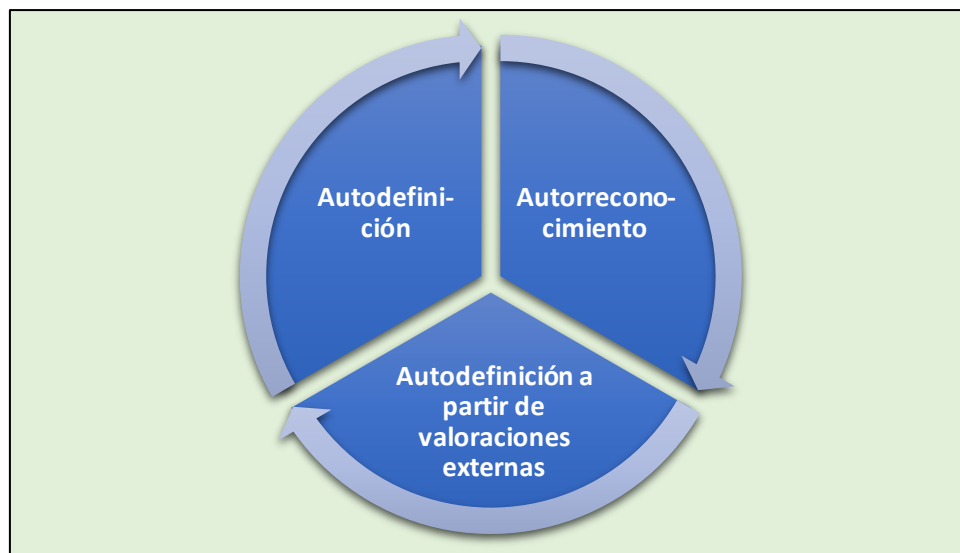 Autodefini-
ción
Autorrecono-
cimiento
Autodefinición a
partir de
valoraciones
externas